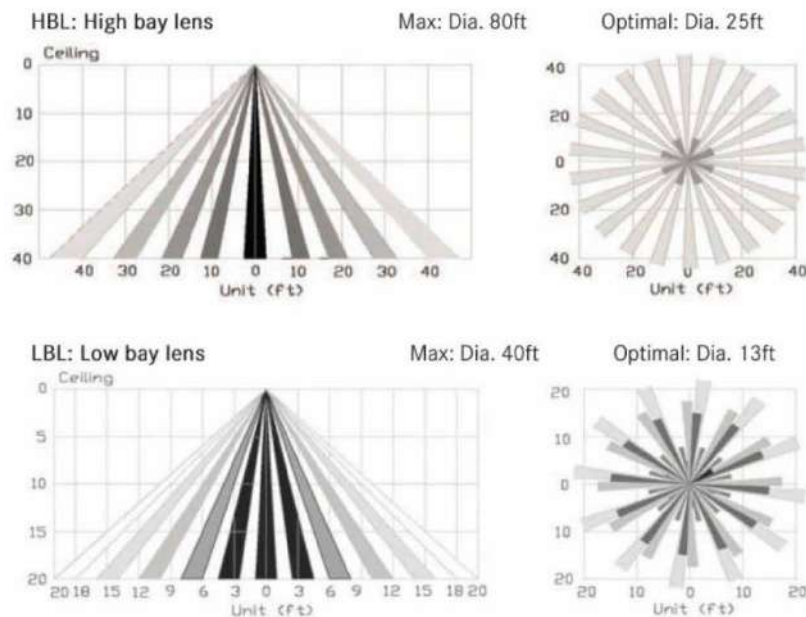 HBL: High bay lens Max: Dia. 80ft Optimal: Dia. 25ft
Ceiling
0
10
20
30
40
40 30 20 10 0 10 20 30 40
Unit (ft)
40
20
0
20
40
40 20 0 20 40
Unit (ft)
LBL: Low bay lens Max: Dia. 40ft Optimal: Dia. 13ft
Ceiling
0
5
10
15
20
20 18 15 12 9 6 3 0 3 6 9 12 15 18 20
Unit (ft)
20
10
0
10
20
20 10 0 10 20
Unit (ft)